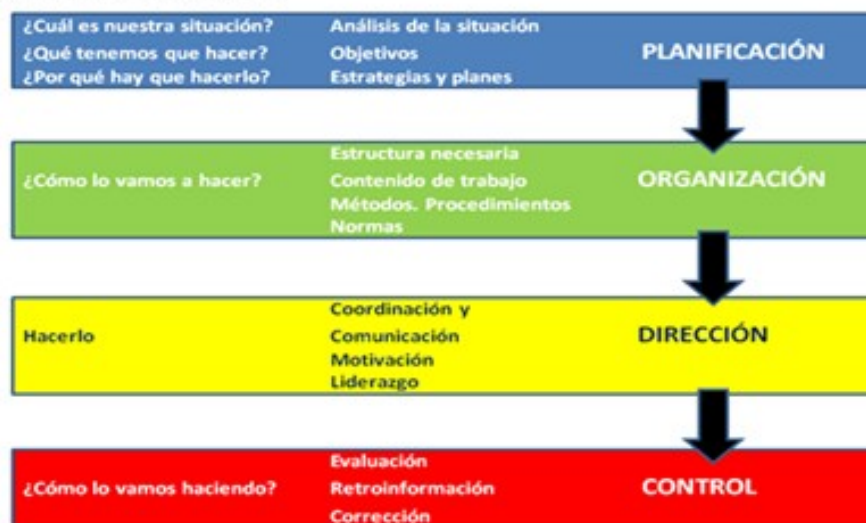 ¿Cuál es nuestra situación? Análisis de la situación
¿Qué tenemos que hacer? Objetivos PLANIFICACIÓN
¿Por qué hay que hacerlo? Estrategias y planes
Estructura necesaria
¿Cómo lo vamos a hacer? Contenido de trabajo ORGANIZACIÓN
Métodos. Procedimientos
Normas
Coordinación y
Hacerlo Comunicación DIRECCIÓN
Motivación
Liderazgo
Evaluación
¿Cómo lo vamos haciendo? Retroinformación CONTROL
Corrección